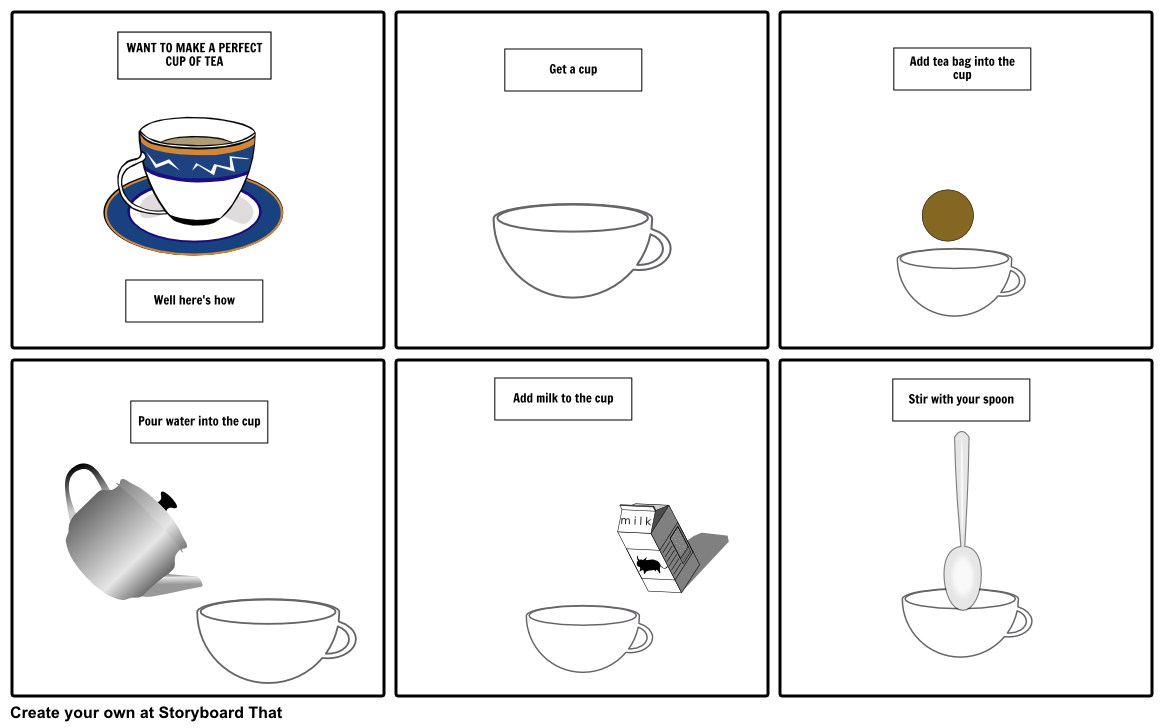 WANT TO MAKE A PERFECT
CUP OF TEA
Well here's how
Get a cup
Add tea bag into the
cup
Pour water into the cup
Add milk to the cup
milk
Stir with your spoon
Create your own at Storyboard That